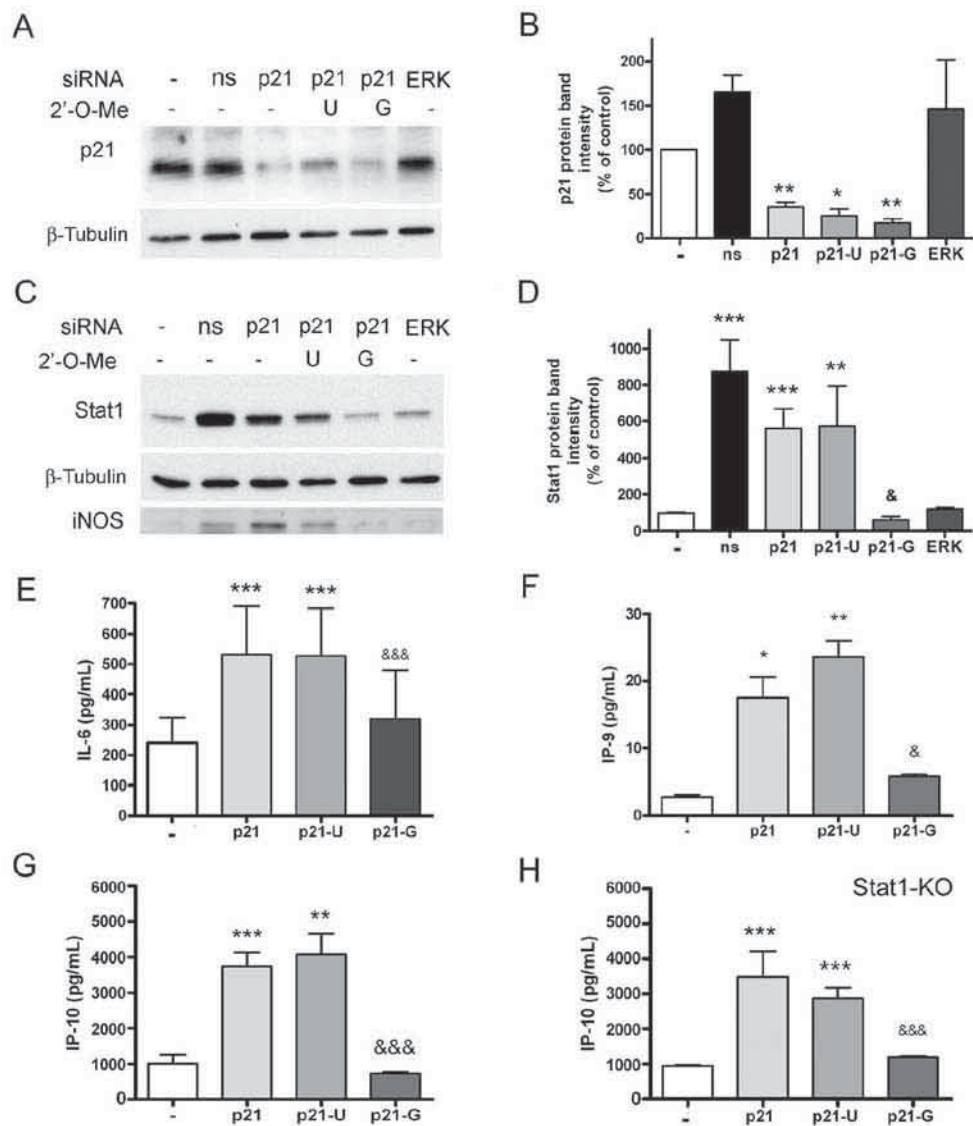 A
siRNA - ns p21 p21 p21 ERK
2'-O-Me - - - U G -
p21
β-Tubulin
B
p21 protein band
intensity
(% of control)
200
150
100
50
0
** * **
- ns p21 p21-U p21-G ERK
C
siRNA - ns p21 p21 p21 ERK
2'-O-Me - - - U G -
Stat1
β-Tubulin
iNOS
D
Stat1 protein band
intensity
(% of control)
1000
800
600
400
200
0
*** *** ** &
- ns p21 p21-U p21-G ERK
E
IL-6 (pg/mL)
700
600
500
400
300
200
100
0
*** *** &&&
- p21 p21-U p21-G
F
IP-9 (pg/mL)
30
20
10
0
* ** &
- p21 p21-U p21-G
G
IP-10 (pg/mL)
6000
5000
4000
3000
2000
1000
0
*** ** &&&
- p21 p21-U p21-G
H
Stat1-KO
IP-10 (pg/mL)
6000
5000
4000
3000
2000
1000
0
*** *** &&&
- p21 p21-U p21-G